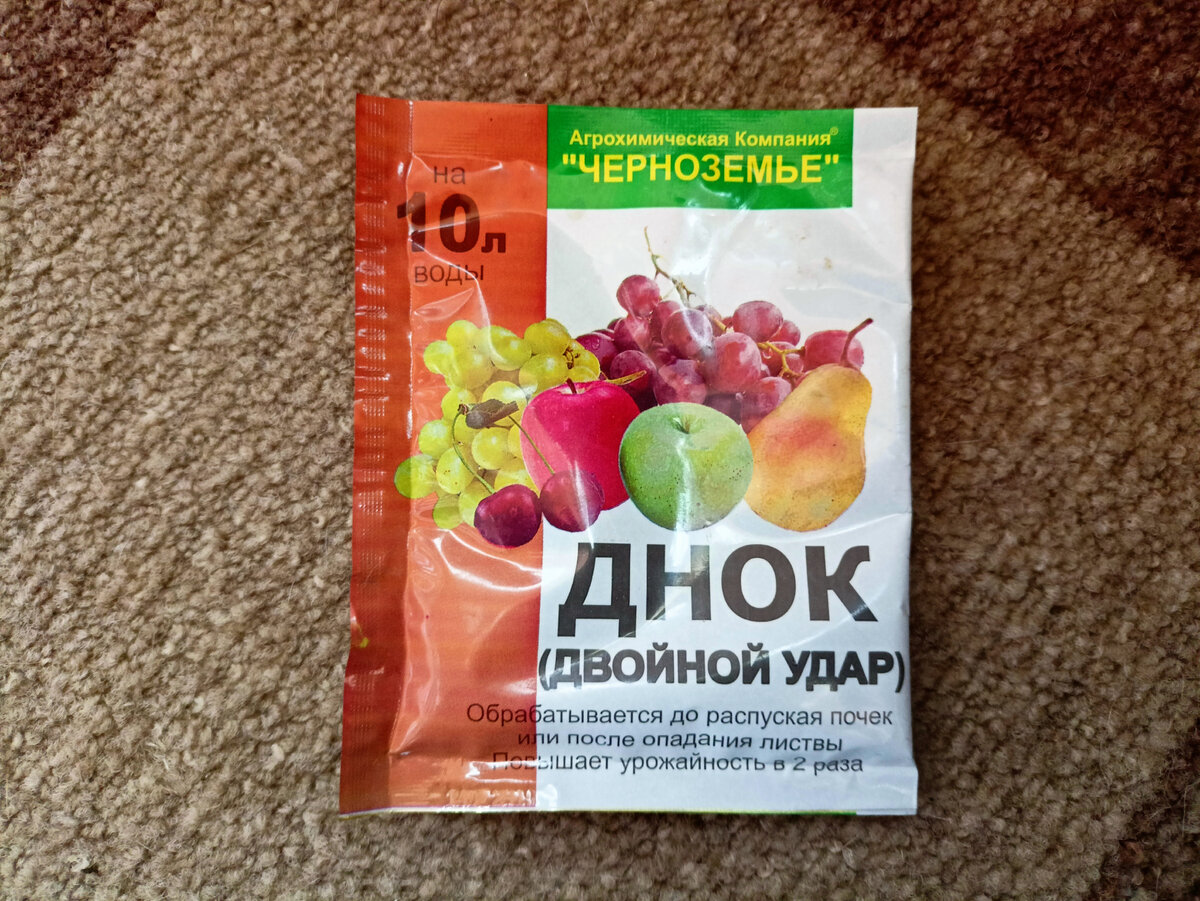 на
10л
воды
Агрохимическая Компания®
"ЧЕРНОЗЕМЬЕ"
ДНОК
(ДВОЙНОЙ УДАР)
Обрабатывается до распуская почек
или после опадания листвы
Повышает урожайность в 2 раза